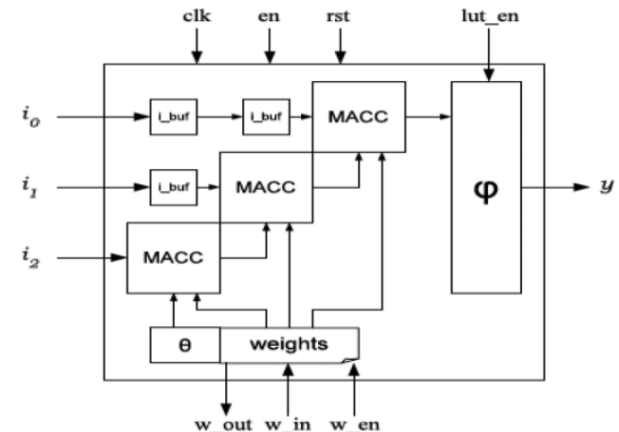 clk en rst lut_en
i0 i_buf i_buf MACC
i1 i_buf MACC φ y
i2 MACC
θ weights
w_out w_in w_en